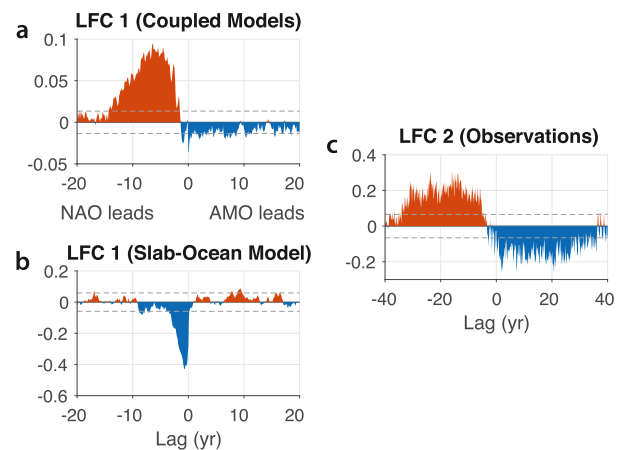 a
LFC 1 (Coupled Models)
0.1
0.05
0
-0.05
-20 -10 0 10 20
NAO leads AMO leads
b
LFC 1 (Slab-Ocean Model)
0.2
0
-0.2
-0.4
-0.6
-20 -10 0 10 20
Lag (yr)
c
LFC 2 (Observations)
0.4
0.2
0
-0.2
-40 -20 0 20 40
Lag (yr)